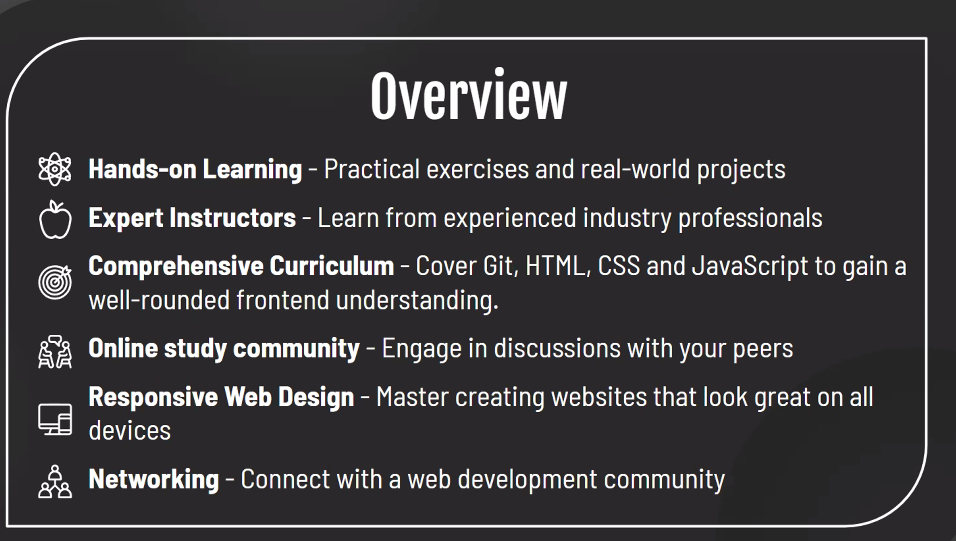 Overview
Hands-on Learning - Practical exercises and real-world projects
Expert Instructors - Learn from experienced industry professionals
Comprehensive Curriculum - Cover Git, HTML, CSS and JavaScript to gain a
well-rounded frontend understanding.
Online study community - Engage in discussions with your peers
Responsive Web Design - Master creating websites that look great on all
devices
Networking - Connect with a web development community